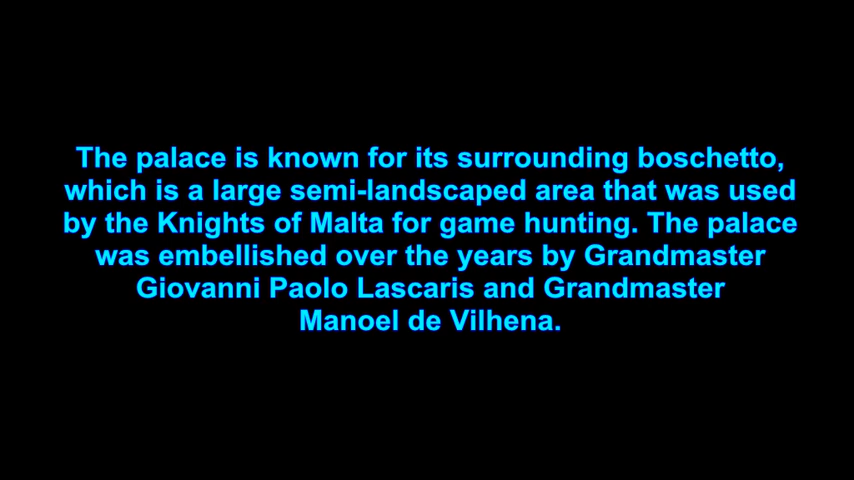 The palace is known for its surrounding boschetto,
which is a large semi-landscaped area that was used
by the Knights of Malta for game hunting. The palace
was embellished over the years by Grandmaster
Giovanni Paolo Lascaris and Grandmaster
Manoel de Vilhena.